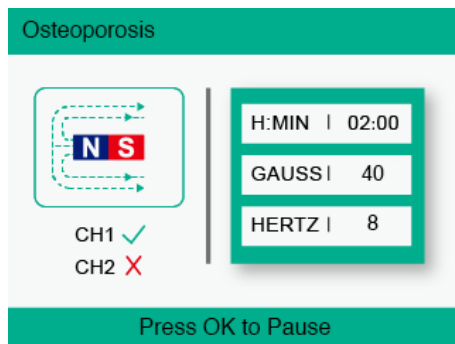 Osteoporosis
N S
CH1 ✓
CH2 X
H:MIN | 02:00
GAUSS | 40
HERTZ | 8
Press OK to Pause